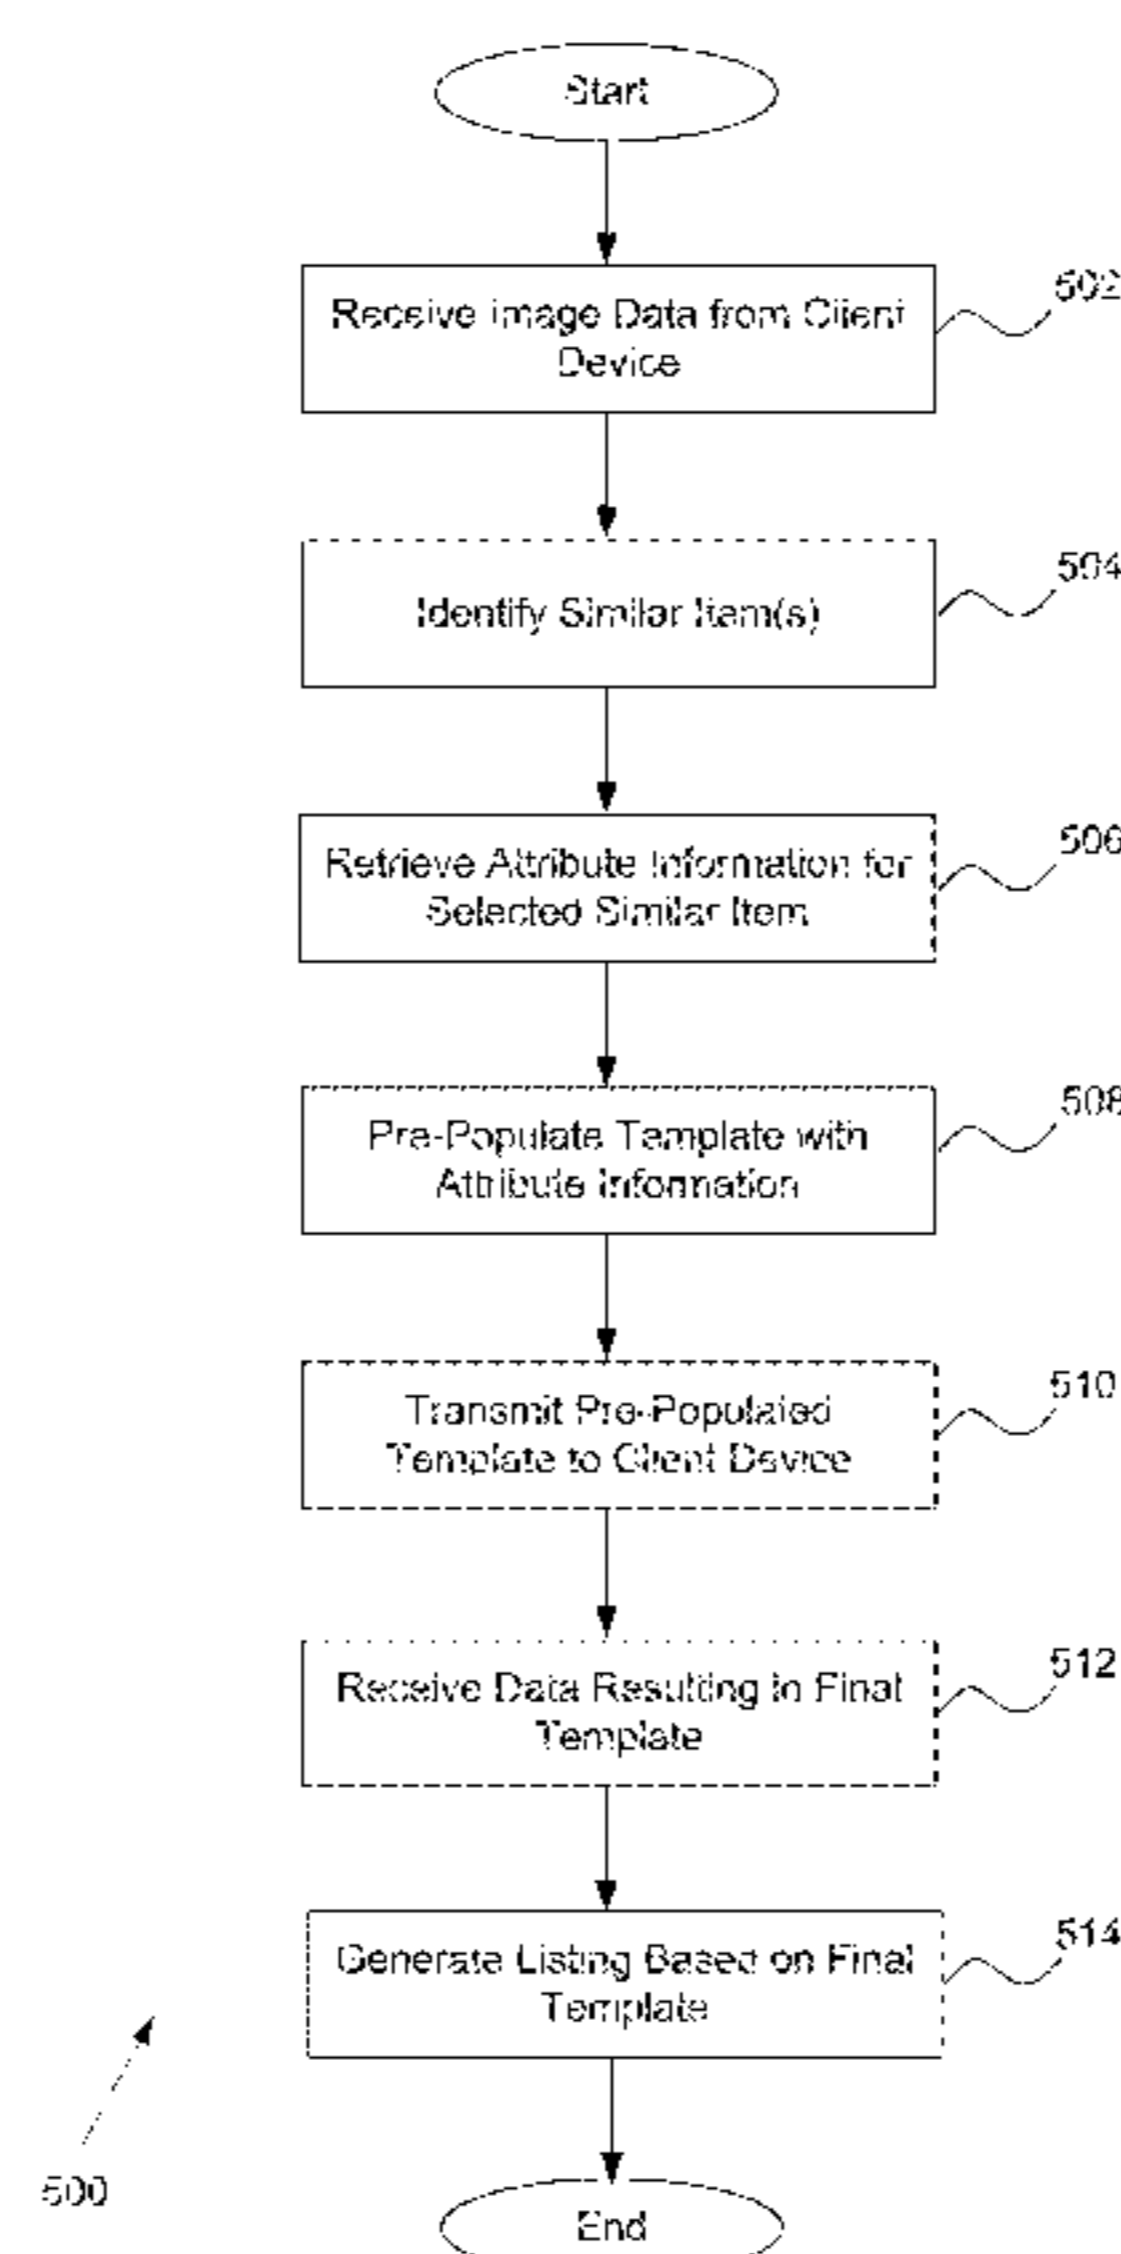 Start
Receive Image Data from Client
Device
502
Identify Similar Item(s)
504
Retrieve Attribute Information for
Selected Similar Item
506
Pre-Populate Template with
Attribute Information
508
Transmit Pre-Populated
Template to Client Device
510
Receive Data Resulting in Final
Template
512
Generate Listing Based on Final
Template
514
500
End